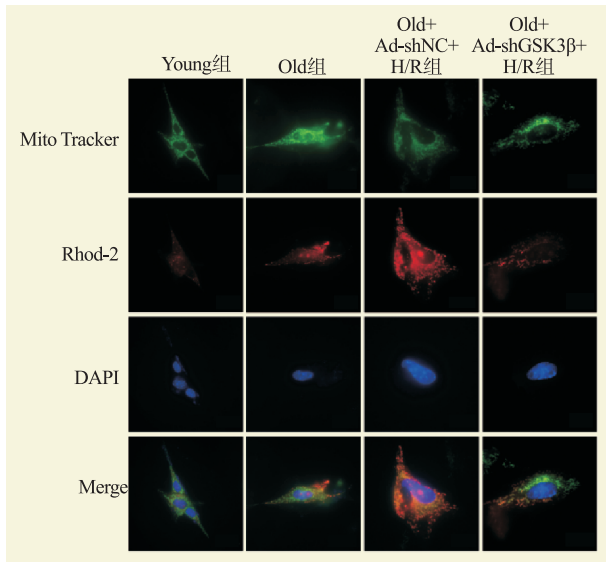 Young组
Old组
Old+
Ad-shNC+
H/R组
Old+
Ad-shGSK3β+
H/R组
Mito Tracker
Rhod-2
DAPI
Merge